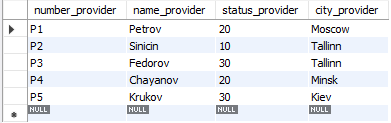 number_provider name_provider status_provider city_provider
P1 Petrov 20 Moscow
P2 Sinicin 10 Tallinn
P3 Fedorov 30 Tallinn
P4 Chayanov 20 Minsk
P5 Krukov 30 Kiev
NULL NULL NULL NULL